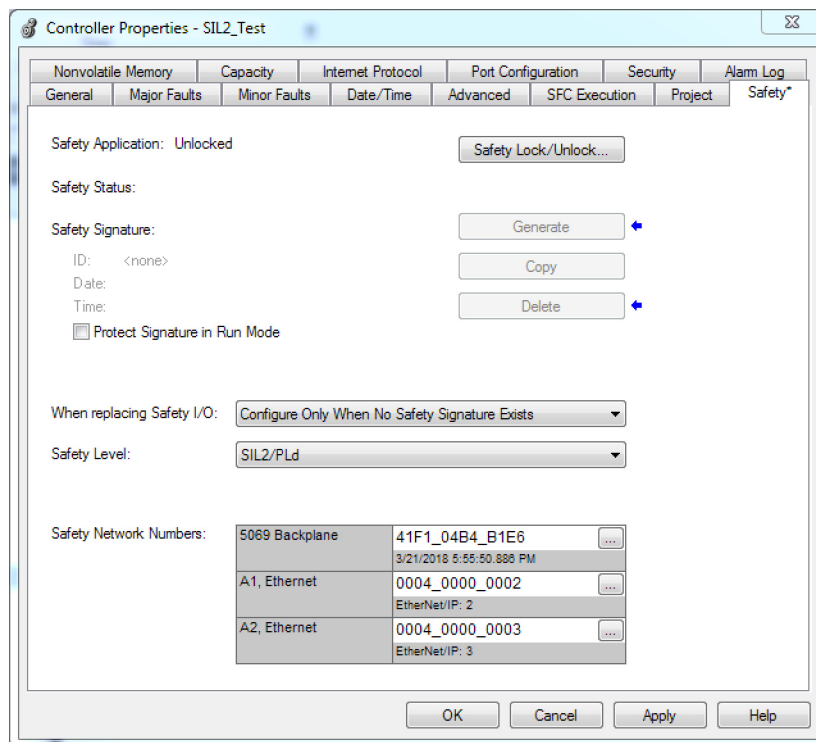 Controller Properties - SIL2_Test
Nonvolatile Memory Capacity Internet Protocol Port Configuration Security Alarm Log
General Major Faults Minor Faults Date/Time Advanced SFC Execution Project Safety*
Safety Application: Unlocked Safety Lock/Unlock...
Safety Status:
Safety Signature: Generate
ID: <none> Copy
Date:
Time: Delete
Protect Signature in Run Mode
When replacing Safety I/O: Configure Only When No Safety Signature Exists
Safety Level: SIL2/PLd
Safety Network Numbers: 5069 Backplane 41F1_04B4_B1E6 ...
3/21/2018 5:55:50.886 PM
A1, Ethernet 0004_0000_0002 ...
EtherNet/IP: 2
A2, Ethernet 0004_0000_0003 ...
EtherNet/IP: 3
OK Cancel Apply Help